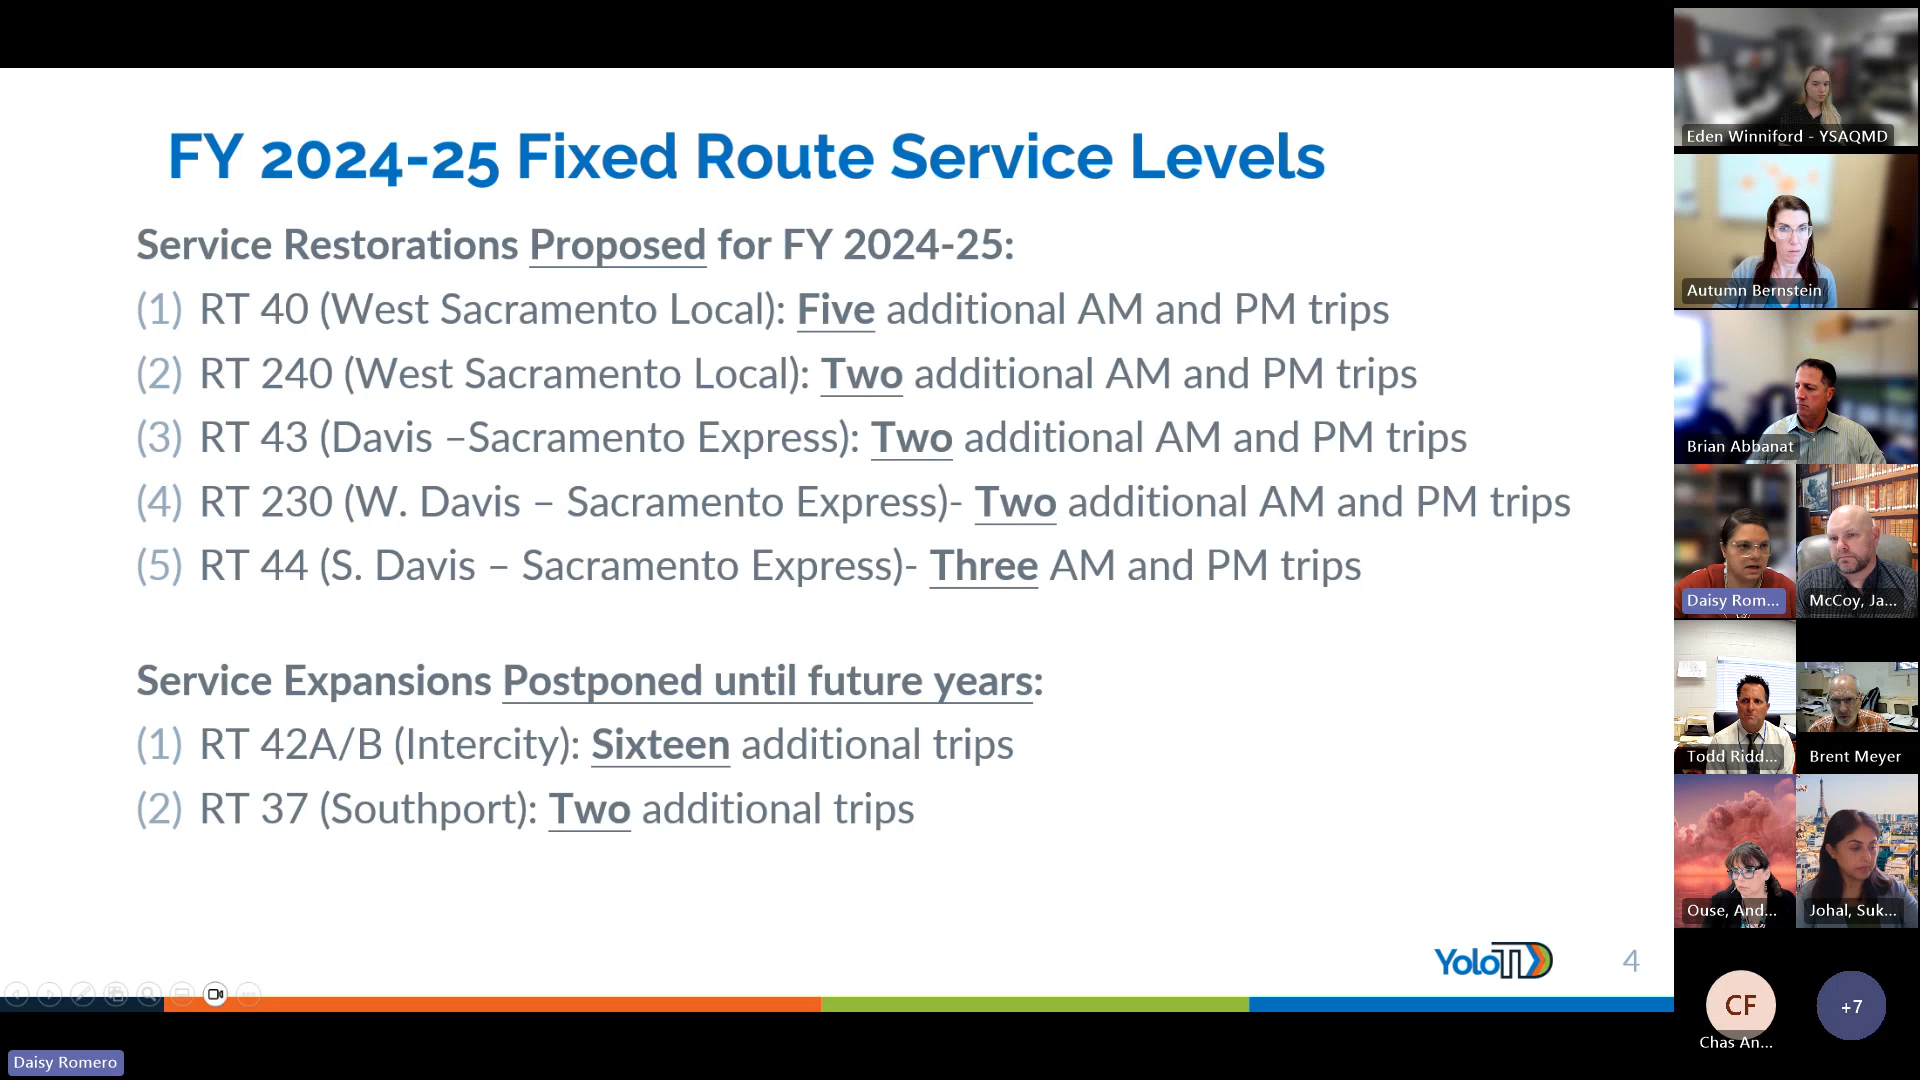 FY 2024-25 Fixed Route Service Levels
Service Restorations Proposed for FY 2024-25:
(1) RT 40 (West Sacramento Local): Five additional AM and PM trips
(2) RT 240 (West Sacramento Local): Two additional AM and PM trips
(3) RT 43 (Davis –Sacramento Express): Two additional AM and PM trips
(4) RT 230 (W. Davis – Sacramento Express)- Two additional AM and PM trips
(5) RT 44 (S. Davis – Sacramento Express)- Three AM and PM trips
Service Expansions Postponed until future years:
(1) RT 42A/B (Intercity): Sixteen additional trips
(2) RT 37 (Southport): Two additional trips
YoloTD
4
Daisy Romero
Eden Winniford - YSAQMD
Autumn Bernstein
Brian Abbanat
Daisy Rom...
McCoy, Ja...
Todd Ridd...
Brent Meyer
Ouse, And...
Johal, Suk...
CF
Chas An...
+7